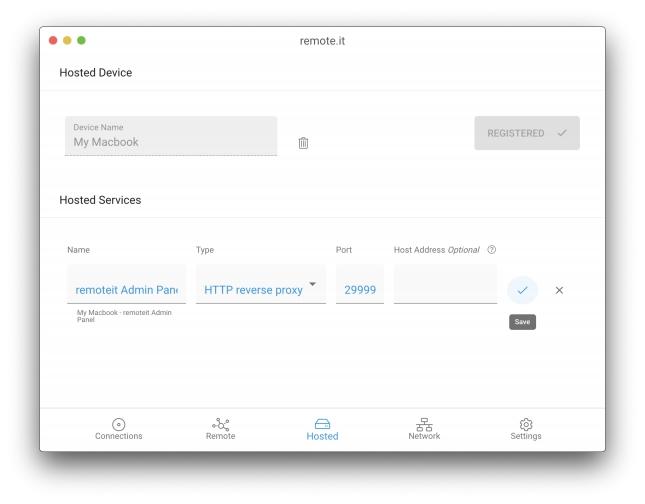 remote.it
Hosted Device
Device Name
My Macbook
REGISTERED
Hosted Services
Name Type Port Host Address Optional
remoteit Admin Pan HTTP reverse proxy 29999
My Macbook - remoteit Admin
Panel
Save
Connections Remote Hosted Network Settings